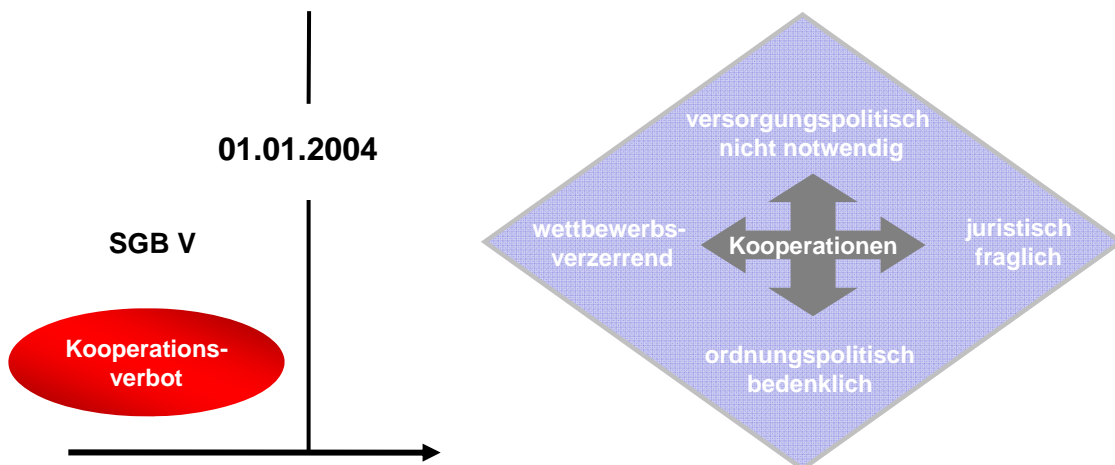 01.01.2004
SGB V
Kooperations-
verbot
versorgungspolitisch
nicht notwendig
wettbewerbs-
verzerrend
Kooperationen
juristisch
fraglich
ordnungspolitisch
bedenklich